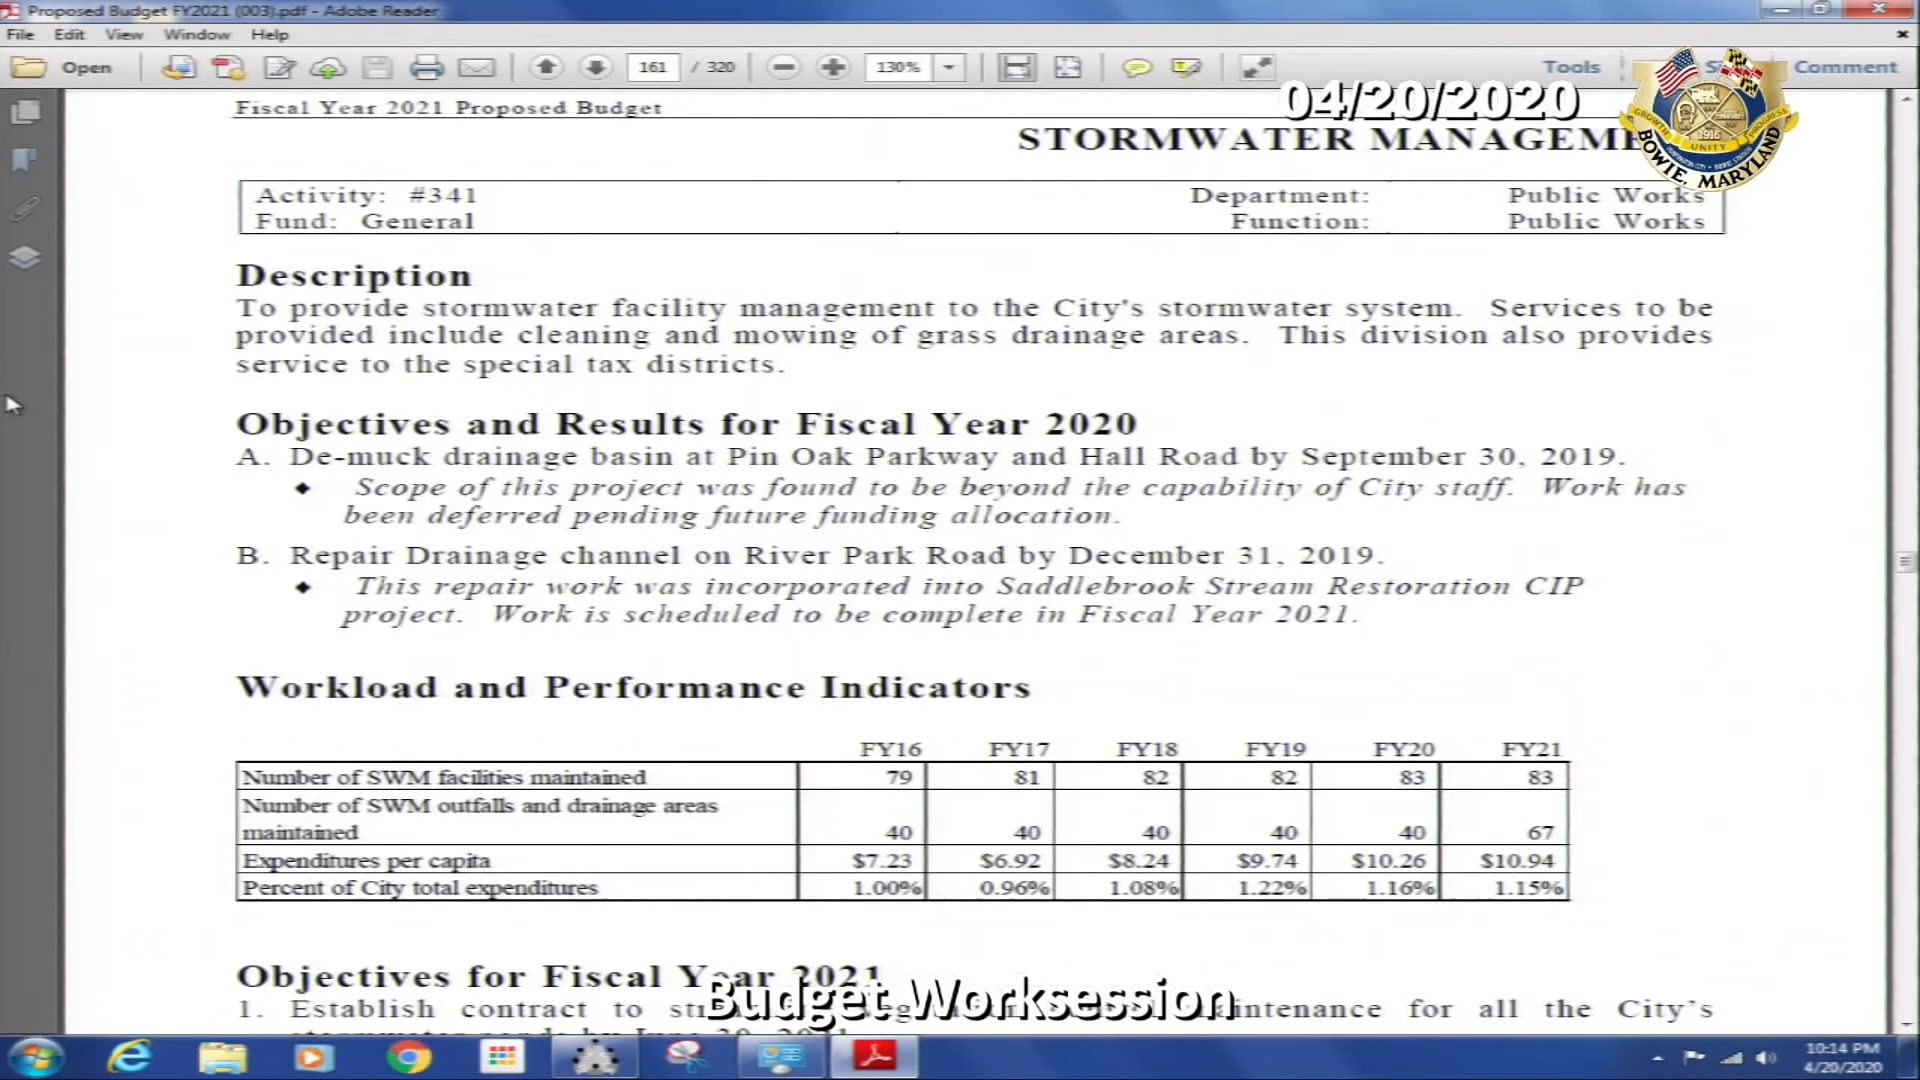 Proposed Budget FY2021 (003).pdf - Adobe Reader
File Edit View Window Help
Open 161 / 320 130% Tools Comment
04/20/2020
Fiscal Year 2021 Proposed Budget
STORMWATER MANAGEME
GROWTH UNITY PROGRESS
1916
BOWIE, MARYLAND
Activity: #341 Department: Public Works
Fund: General Function: Public Works
Description
To provide stormwater facility management to the City's stormwater system. Services to be
provided include cleaning and mowing of grass drainage areas. This division also provides
service to the special tax districts.
Objectives and Results for Fiscal Year 2020
A. De-muck drainage basin at Pin Oak Parkway and Hall Road by September 30, 2019.
◆ Scope of this project was found to be beyond the capability of City staff. Work has
been deferred pending future funding allocation.
B. Repair Drainage channel on River Park Road by December 31, 2019.
◆ This repair work was incorporated into Saddlebrook Stream Restoration CIP
project. Work is scheduled to be complete in Fiscal Year 2021.
Workload and Performance Indicators
FY16 FY17 FY18 FY19 FY20 FY21
Number of SWM facilities maintained 79 81 82 82 83 83
Number of SWM outfalls and drainage areas
maintained 40 40 40 40 40 67
Expenditures per capita $7.23 $6.92 $8.24 $9.74 $10.26 $10.94
Percent of City total expenditures 1.00% 0.96% 1.08% 1.22% 1.16% 1.15%
Objectives for Fiscal Year 2021
Budget Worksession
1. Establish contract to intenance for all the City's
10:14 PM
4/20/2020